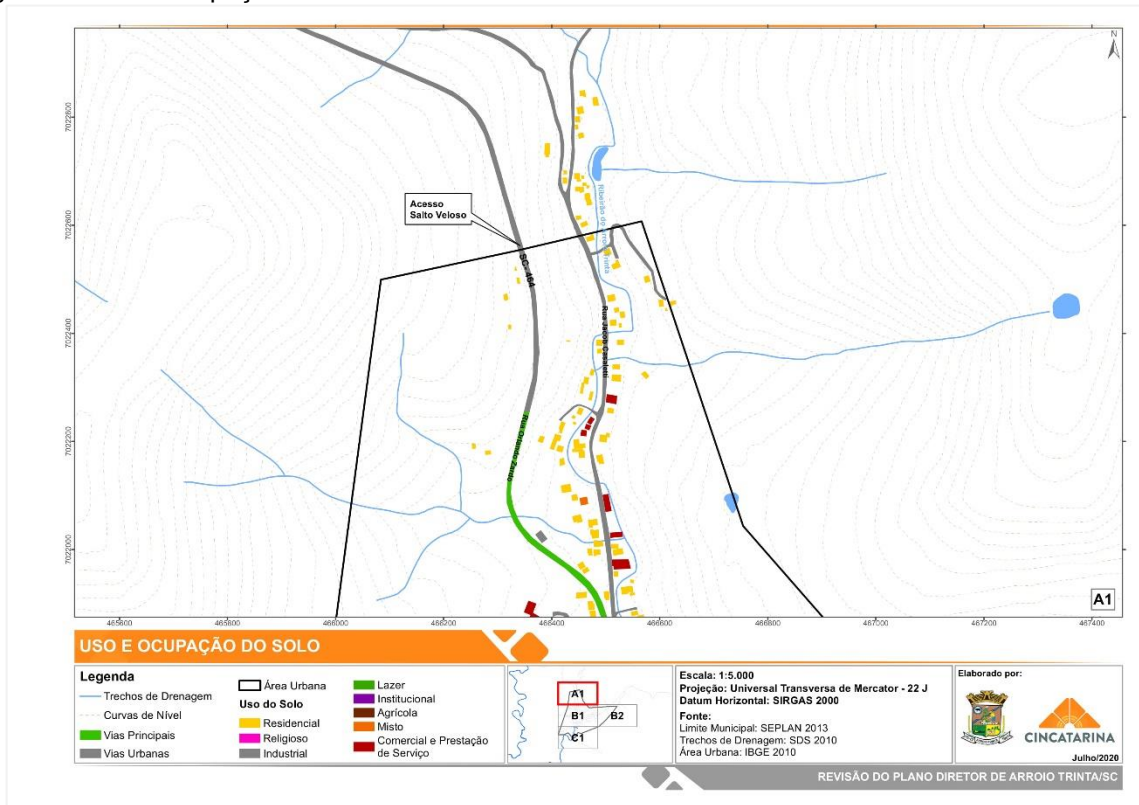 N
7022800
7022600
7022400
7022200
7022000
Acesso
Salto Veloso
SC - 464
Rua Jacob Casaletti
Rua Orlando Zardo
A1
465600
465800
466000
466200
466400
466600
466800
467000
467200
467400
USO E OCUPAÇÃO DO SOLO
Legenda
Trechos de Drenagem
Curvas de Nível
Vias Principais
Vias Urbanas
Área Urbana
Uso do Solo
Residencial
Religioso
Industrial
Lazer
Institucional
Agrícola
Misto
Comercial e Prestação
de Serviço
A1
B1
B2
C1
Escala: 1:5.000
Projeção: Universal Transversa de Mercator - 22 J
Datum Horizontal: SIRGAS 2000
Fonte:
Limite Municipal: SEPLAN 2013
Trechos de Drenagem: SDS 2010
Área Urbana: IBGE 2010
Elaborado por:
CINCATARINA
Julho/2020
REVISÃO DO PLANO DIRETOR DE ARROIO TRINTA/SC